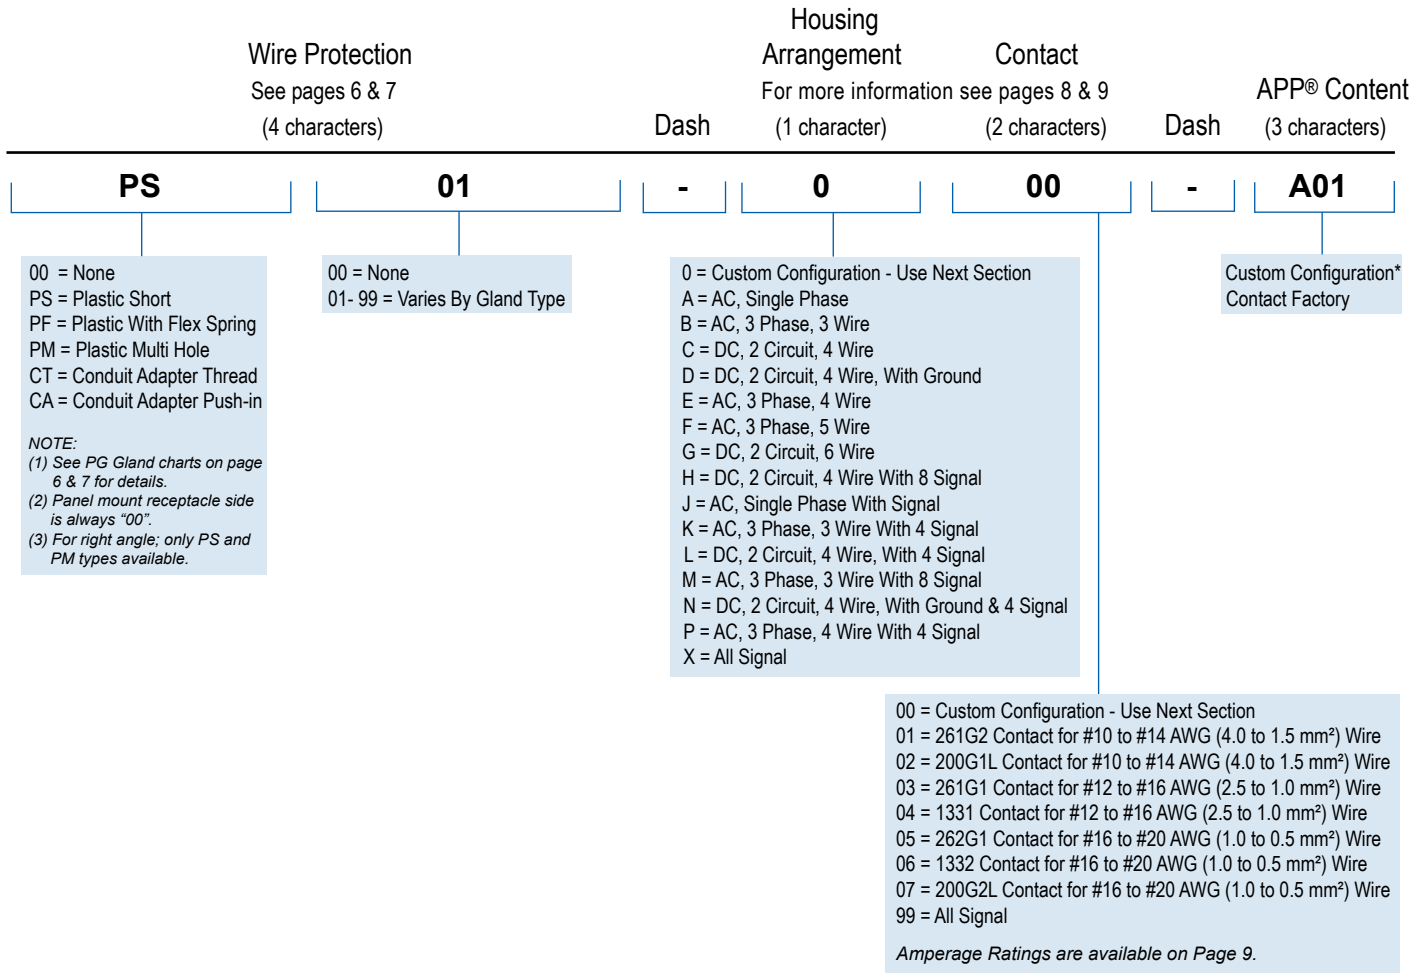 Wire Protection
See pages 6 & 7
(4 characters)
Dash
Housing
Arrangement
Contact
For more information see pages 8 & 9
(1 character)
(2 characters)
Dash
APP® Content
(3 characters)
PS
01
-
0
00
-
A01
00 = None
PS = Plastic Short
PF = Plastic With Flex Spring
PM = Plastic Multi Hole
CT = Conduit Adapter Thread
CA = Conduit Adapter Push-in
NOTE:
(1) See PG Gland charts on page
6 & 7 for details.
(2) Panel mount receptacle side
is always “00”.
(3) For right angle; only PS and
PM types available.
00 = None
01- 99 = Varies By Gland Type
0 = Custom Configuration - Use Next Section
A = AC, Single Phase
B = AC, 3 Phase, 3 Wire
C = DC, 2 Circuit, 4 Wire
D = DC, 2 Circuit, 4 Wire, With Ground
E = AC, 3 Phase, 4 Wire
F = AC, 3 Phase, 5 Wire
G = DC, 2 Circuit, 6 Wire
H = DC, 2 Circuit, 4 Wire With 8 Signal
J = AC, Single Phase With Signal
K = AC, 3 Phase, 3 Wire With 4 Signal
L = DC, 2 Circuit, 4 Wire, With 4 Signal
M = AC, 3 Phase, 3 Wire With 8 Signal
N = DC, 2 Circuit, 4 Wire, With Ground & 4 Signal
P = AC, 3 Phase, 4 Wire With 4 Signal
X = All Signal
Custom Configuration*
Contact Factory
00 = Custom Configuration - Use Next Section
01 = 261G2 Contact for #10 to #14 AWG (4.0 to 1.5 mm²) Wire
02 = 200G1L Contact for #10 to #14 AWG (4.0 to 1.5 mm²) Wire
03 = 261G1 Contact for #12 to #16 AWG (2.5 to 1.0 mm²) Wire
04 = 1331 Contact for #12 to #16 AWG (2.5 to 1.0 mm²) Wire
05 = 262G1 Contact for #16 to #20 AWG (1.0 to 0.5 mm²) Wire
06 = 1332 Contact for #16 to #20 AWG (1.0 to 0.5 mm²) Wire
07 = 200G2L Contact for #16 to #20 AWG (1.0 to 0.5 mm²) Wire
99 = All Signal
Amperage Ratings are available on Page 9.